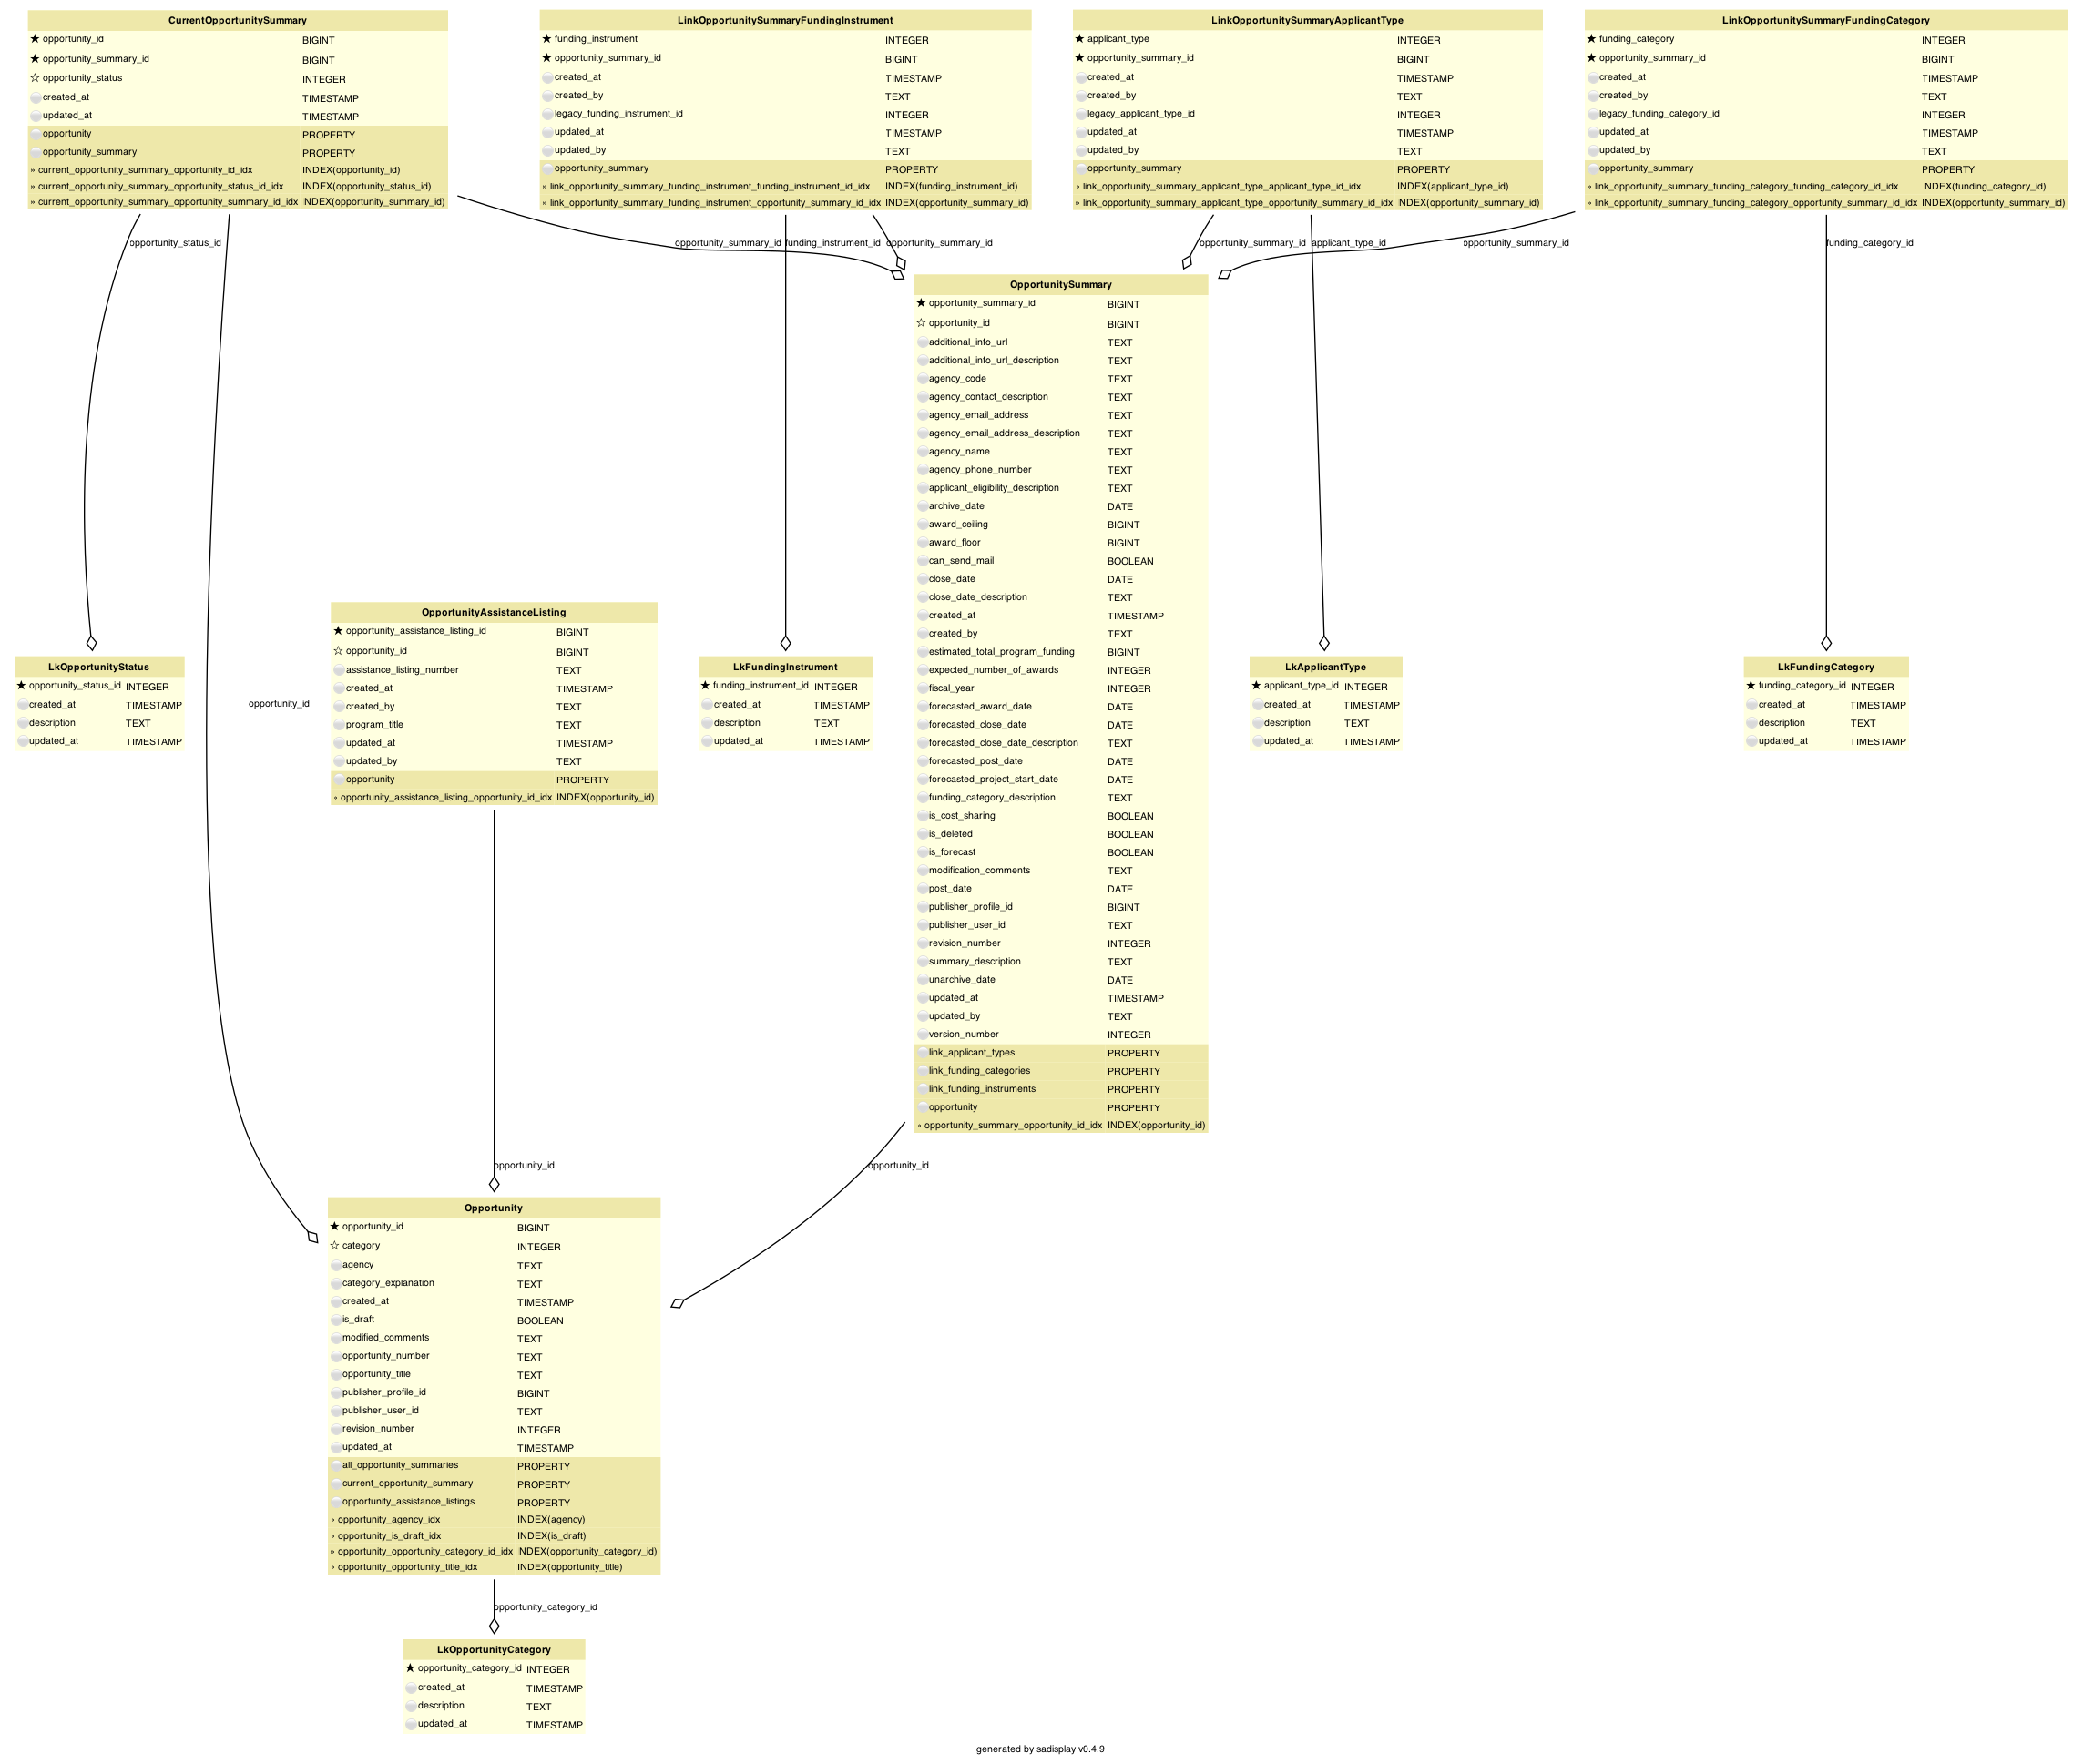 CurrentOpportunitySummary
★ opportunity_id BIGINT
★ opportunity_summary_id BIGINT
☆ opportunity_status INTEGER
created_at TIMESTAMP
updated_at TIMESTAMP
opportunity PROPERTY
opportunity_summary PROPERTY
» current_opportunity_summary_opportunity_id_idx INDEX(opportunity_id)
» current_opportunity_summary_opportunity_status_id_idx INDEX(opportunity_status_id)
» current_opportunity_summary_opportunity_summary_id_idx INDEX(opportunity_summary_id)
LinkOpportunitySummaryFundingInstrument
★ funding_instrument INTEGER
★ opportunity_summary_id BIGINT
created_at TIMESTAMP
created_by TEXT
legacy_funding_instrument_id INTEGER
updated_at TIMESTAMP
updated_by TEXT
opportunity_summary PROPERTY
» link_opportunity_summary_funding_instrument_funding_instrument_id_idx INDEX(funding_instrument_id)
» link_opportunity_summary_funding_instrument_opportunity_summary_id_idx INDEX(opportunity_summary_id)
LinkOpportunitySummaryApplicantType
★ applicant_type INTEGER
★ opportunity_summary_id BIGINT
created_at TIMESTAMP
created_by TEXT
legacy_applicant_type_id INTEGER
updated_at TIMESTAMP
updated_by TEXT
opportunity_summary PROPERTY
» link_opportunity_summary_applicant_type_applicant_type_id_idx INDEX(applicant_type_id)
» link_opportunity_summary_applicant_type_opportunity_summary_id_idx INDEX(opportunity_summary_id)
LinkOpportunitySummaryFundingCategory
★ funding_category INTEGER
★ opportunity_summary_id BIGINT
created_at TIMESTAMP
created_by TEXT
legacy_funding_category_id INTEGER
updated_at TIMESTAMP
updated_by TEXT
opportunity_summary PROPERTY
» link_opportunity_summary_funding_category_funding_category_id_idx INDEX(funding_category_id)
» link_opportunity_summary_funding_category_opportunity_summary_id_idx INDEX(opportunity_summary_id)
opportunity_status_id
opportunity_summary_id
funding_instrument_id
opportunity_summary_id
opportunity_summary_id
applicant_type_id
opportunity_summary_id
funding_category_id
OpportunitySummary
★ opportunity_summary_id BIGINT
☆ opportunity_id BIGINT
additional_info_url TEXT
additional_info_url_description TEXT
agency_code TEXT
agency_contact_description TEXT
agency_email_address TEXT
agency_email_address_description TEXT
agency_name TEXT
agency_phone_number TEXT
applicant_eligibility_description TEXT
archive_date DATE
award_ceiling BIGINT
award_floor BIGINT
can_send_mail BOOLEAN
close_date DATE
close_date_description TEXT
created_at TIMESTAMP
created_by TEXT
estimated_total_program_funding BIGINT
expected_number_of_awards INTEGER
fiscal_year INTEGER
forecasted_award_date DATE
forecasted_close_date DATE
forecasted_close_date_description TEXT
forecasted_post_date DATE
forecasted_project_start_date DATE
funding_category_description TEXT
is_cost_sharing BOOLEAN
is_deleted BOOLEAN
is_forecast BOOLEAN
modification_comments TEXT
post_date DATE
publisher_profile_id BIGINT
publisher_user_id TEXT
revision_number INTEGER
summary_description TEXT
unarchive_date DATE
updated_at TIMESTAMP
updated_by TEXT
version_number INTEGER
link_applicant_types PROPERTY
link_funding_categories PROPERTY
link_funding_instruments PROPERTY
opportunity PROPERTY
» opportunity_summary_opportunity_id_idx INDEX(opportunity_id)
OpportunityAssistanceListing
★ opportunity_assistance_listing_id BIGINT
☆ opportunity_id BIGINT
assistance_listing_number TEXT
created_at TIMESTAMP
created_by TEXT
program_title TEXT
updated_at TIMESTAMP
updated_by TEXT
opportunity PROPERTY
» opportunity_assistance_listing_opportunity_id_idx INDEX(opportunity_id)
LkOpportunityStatus
★ opportunity_status_id INTEGER
created_at TIMESTAMP
description TEXT
updated_at TIMESTAMP
opportunity_id
LkFundingInstrument
★ funding_instrument_id INTEGER
created_at TIMESTAMP
description TEXT
updated_at TIMESTAMP
LkApplicantType
★ applicant_type_id INTEGER
created_at TIMESTAMP
description TEXT
updated_at TIMESTAMP
LkFundingCategory
★ funding_category_id INTEGER
created_at TIMESTAMP
description TEXT
updated_at TIMESTAMP
opportunity_id
opportunity_id
Opportunity
★ opportunity_id BIGINT
☆ category INTEGER
agency TEXT
category_explanation TEXT
created_at TIMESTAMP
is_draft BOOLEAN
modified_comments TEXT
opportunity_number TEXT
opportunity_title TEXT
publisher_profile_id BIGINT
publisher_user_id TEXT
revision_number INTEGER
updated_at TIMESTAMP
all_opportunity_summaries PROPERTY
current_opportunity_summary PROPERTY
opportunity_assistance_listings PROPERTY
» opportunity_agency_idx INDEX(agency)
» opportunity_is_draft_idx INDEX(is_draft)
» opportunity_opportunity_category_id_idx INDEX(opportunity_category_id)
» opportunity_opportunity_title_idx INDEX(opportunity_title)
opportunity_category_id
LkOpportunityCategory
★ opportunity_category_id INTEGER
created_at TIMESTAMP
description TEXT
updated_at TIMESTAMP
generated by sadisplay v0.4.9